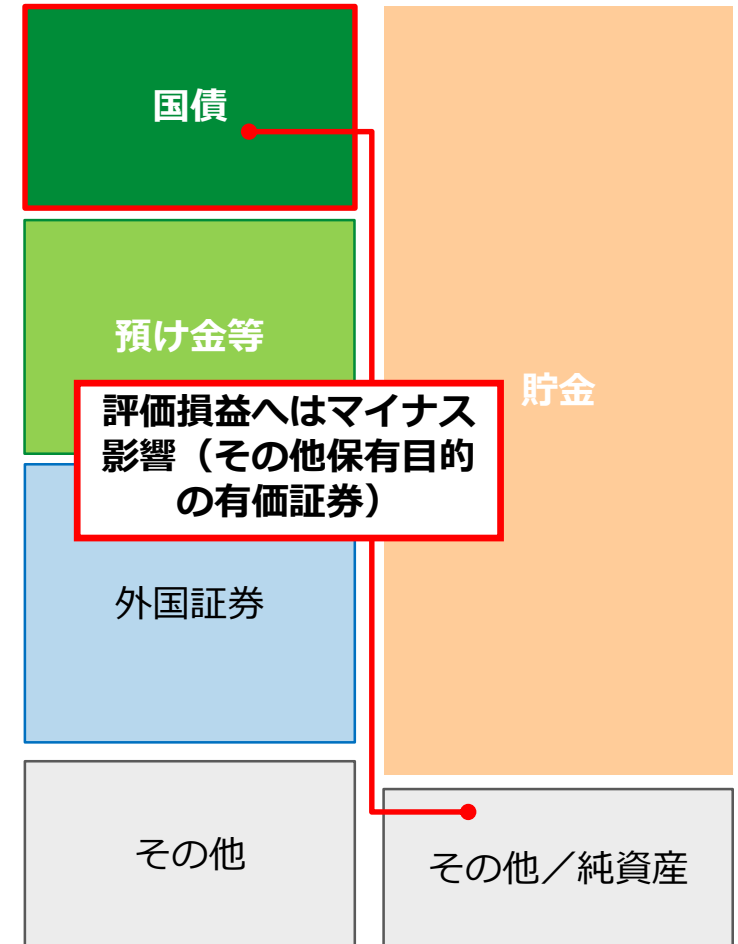 国債
預け金等
貯金
評価損益へはマイナス
影響（その他保有目的
の有価証券）
外国証券
その他
その他／純資産